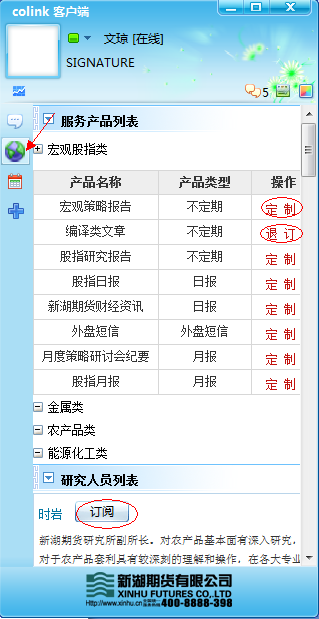 colink 客户端
文琼 [在线]
SIGNATURE
5
服务产品列表
宏观股指类
产品名称 产品类型 操作
宏观策略报告 不定期 定 制
编译类文章 不定期 退 订
股指研究报告 不定期 定 制
股指日报 日报 定 制
新湖期货财经资讯 日报 定 制
外盘短信 外盘短信 定 制
月度策略研讨会纪要 月报 定 制
股指月报 月报 定 制
金属类
农产品类
能源化工类
研究人员列表
时岩 订阅
新湖期货研究所副所长。对农产品基本面有深入研究,
对于农产品套利具有较深刻的理解和操作，在各大专业
新湖期货有限公司
XINHU FUTURES CO.,LTD
Http://www.xinhu.cn 400-8888-398